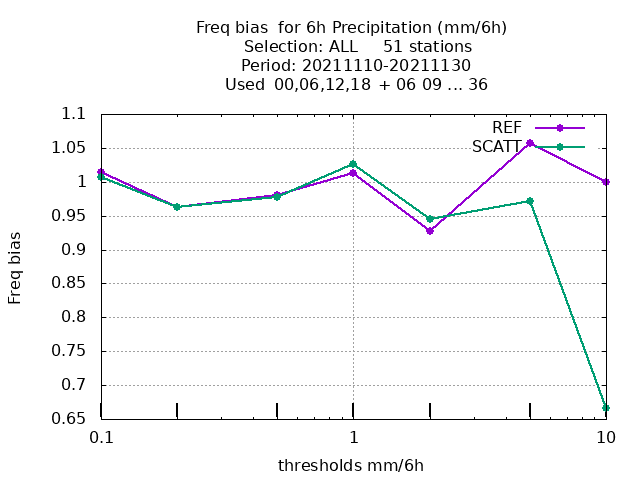 Freq bias  for 6h Precipitation (mm/6h)
Selection: ALL     51 stations
Period: 20211110-20211130
Used  00,06,12,18  + 06 09 ... 36
REF
SCATT
1.1
1.05
1
0.95
0.9
0.85
0.8
0.75
0.7
0.65
Freq bias
0.1 1 10
thresholds mm/6h